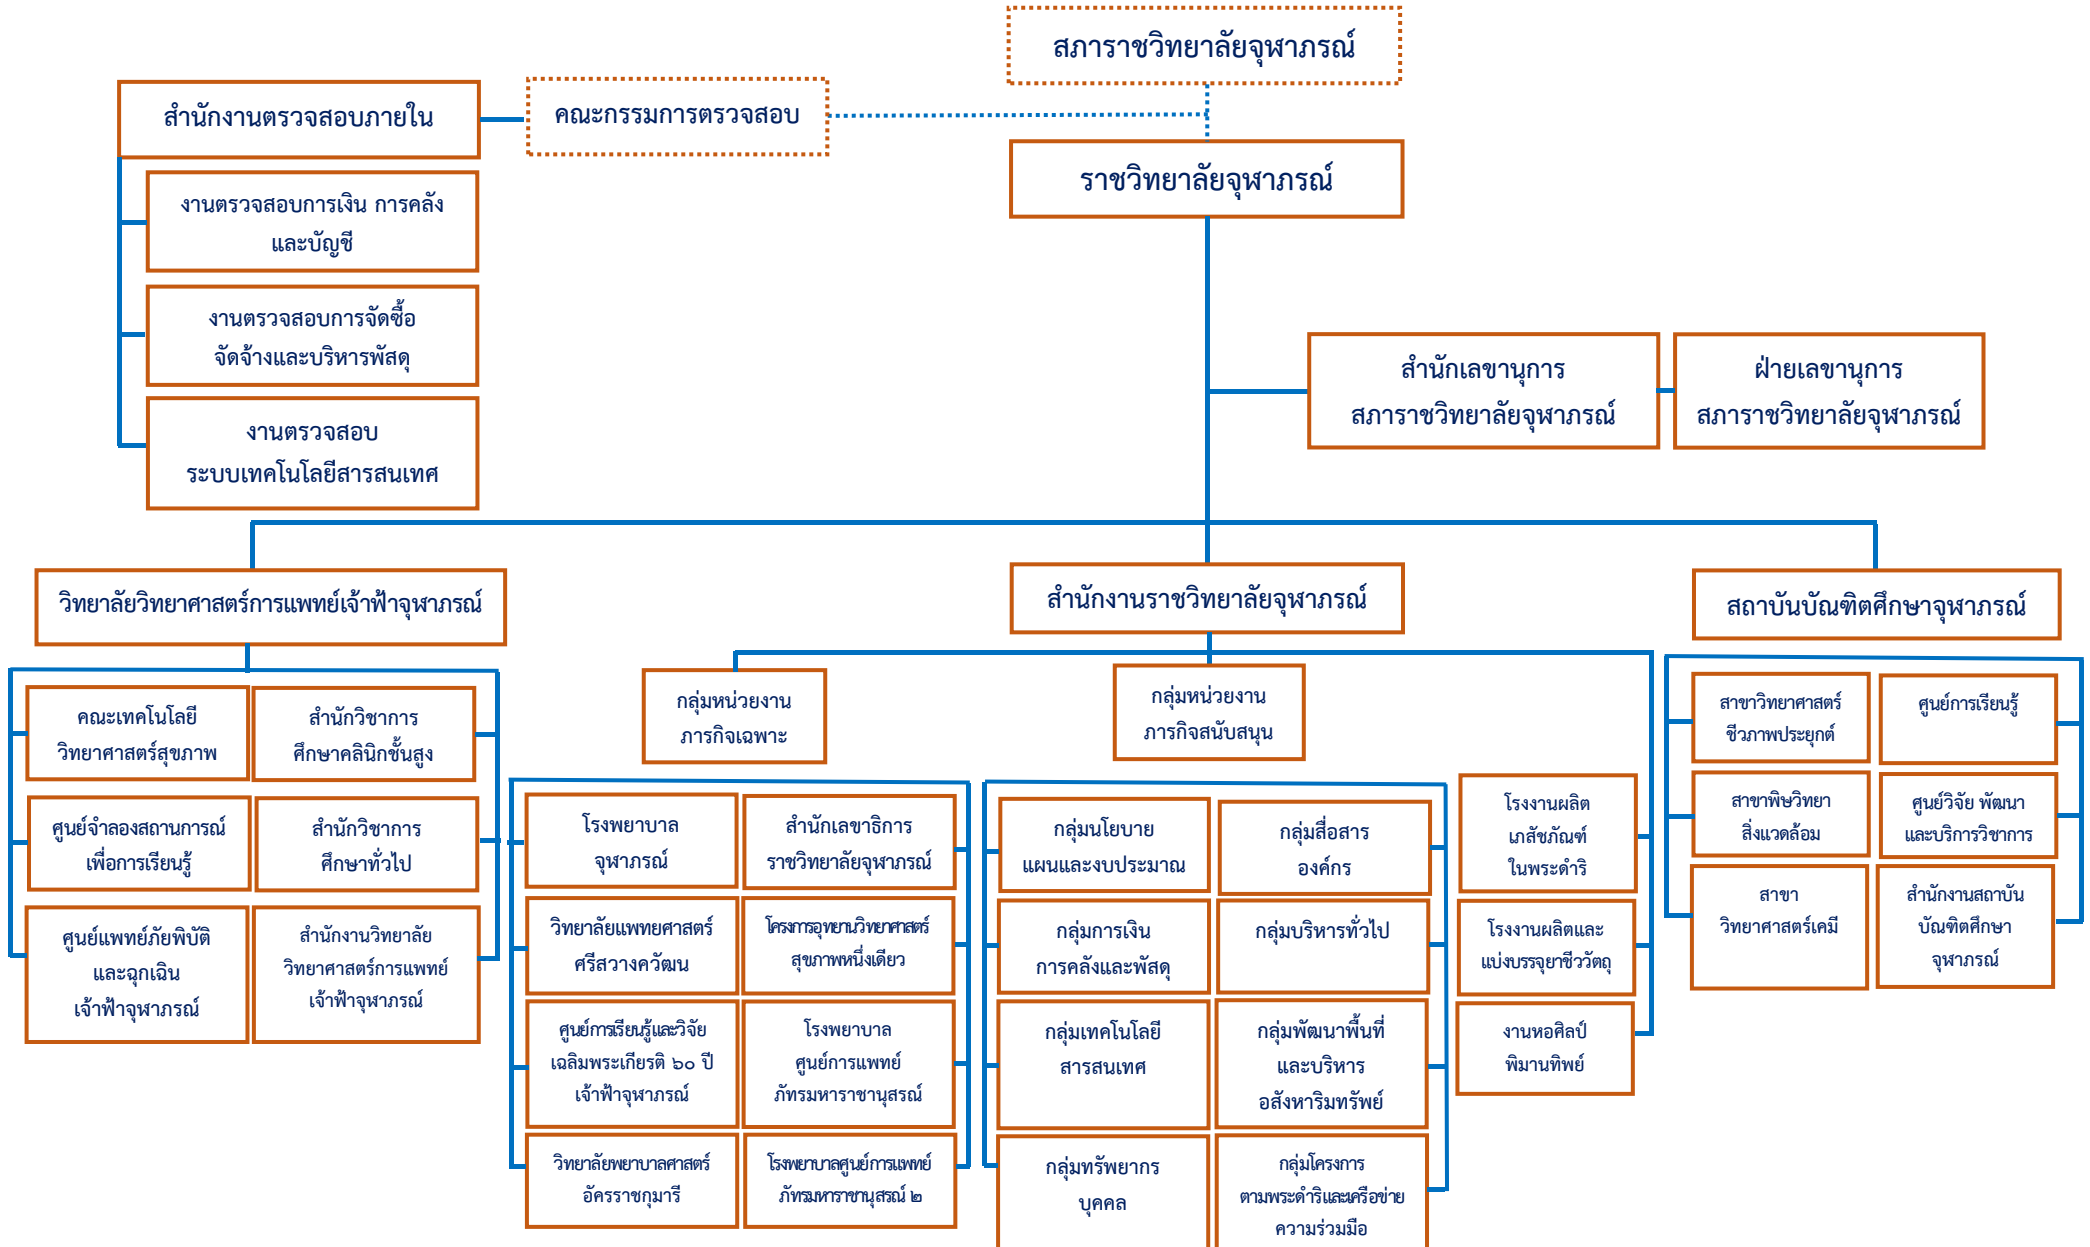 สภาราชวิทยาลัยจุฬาภรณ์
สำนักงานตรวจสอบภายใน
คณะกรรมการตรวจสอบ
ราชวิทยาลัยจุฬาภรณ์
งานตรวจสอบการเงิน การคลัง
และบัญชี
งานตรวจสอบการจัดซื้อ
จัดจ้างและบริหารพัสดุ
งานตรวจสอบ
ระบบเทคโนโลยีสารสนเทศ
สำนักเลขานุการ
สภาราชวิทยาลัยจุฬาภรณ์
ฝ่ายเลขานุการ
สภาราชวิทยาลัยจุฬาภรณ์
วิทยาลัยวิทยาศาสตร์การแพทย์เจ้าฟ้าจุฬาภรณ์
สำนักงานราชวิทยาลัยจุฬาภรณ์
สถาบันบัณฑิตศึกษาจุฬาภรณ์
คณะเทคโนโลยี
วิทยาศาสตร์สุขภาพ
สำนักวิชาการ
ศึกษาคลินิกชั้นสูง
ศูนย์จำลองสถานการณ์
เพื่อการเรียนรู้
สำนักวิชาการ
ศึกษาทั่วไป
ศูนย์แพทย์ภัยพิบัติ
และฉุกเฉิน
เจ้าฟ้าจุฬาภรณ์
สำนักงานวิทยาลัย
วิทยาศาสตร์การแพทย์
เจ้าฟ้าจุฬาภรณ์
กลุ่มหน่วยงาน
ภารกิจเฉพาะ
โรงพยาบาล
จุฬาภรณ์
สำนักเลขาธิการ
ราชวิทยาลัยจุฬาภรณ์
วิทยาลัยแพทยศาสตร์
ศรีสวางควัฒน
โครงการอุทยานวิทยาศาสตร์
สุขภาพหนึ่งเดียว
ศูนย์การเรียนรู้และวิจัย
เฉลิมพระเกียรติ ๖๐ ปี
เจ้าฟ้าจุฬาภรณ์
โรงพยาบาล
ศูนย์การแพทย์
ภัทรมหาราชานุสรณ์
วิทยาลัยพยาบาลศาสตร์
อัครราชกุมารี
โรงพยาบาลศูนย์การแพทย์
ภัทรมหาราชานุสรณ์ ๒
กลุ่มหน่วยงาน
ภารกิจสนับสนุน
กลุ่มนโยบาย
แผนและงบประมาณ
กลุ่มสื่อสาร
องค์กร
กลุ่มการเงิน
การคลังและพัสดุ
กลุ่มบริหารทั่วไป
กลุ่มเทคโนโลยี
สารสนเทศ
กลุ่มพัฒนาพื้นที่
และบริหาร
อสังหาริมทรัพย์
กลุ่มทรัพยากร
บุคคล
กลุ่มโครงการ
ตามพระดำริและเครือข่าย
ความร่วมมือ
โรงงานผลิต
เภสัชภัณฑ์
ในพระดำริ
โรงงานผลิตและ
แบ่งบรรจุยาชีววัตถุ
งานหอศิลป์
พิมานทิพย์
สาขาวิทยาศาสตร์
ชีวภาพประยุกต์
ศูนย์การเรียนรู้
สาขาพิษวิทยา
สิ่งแวดล้อม
ศูนย์วิจัย พัฒนา
และบริการวิชาการ
สาขา
วิทยาศาสตร์เคมี
สำนักงานสถาบัน
บัณฑิตศึกษา
จุฬาภรณ์